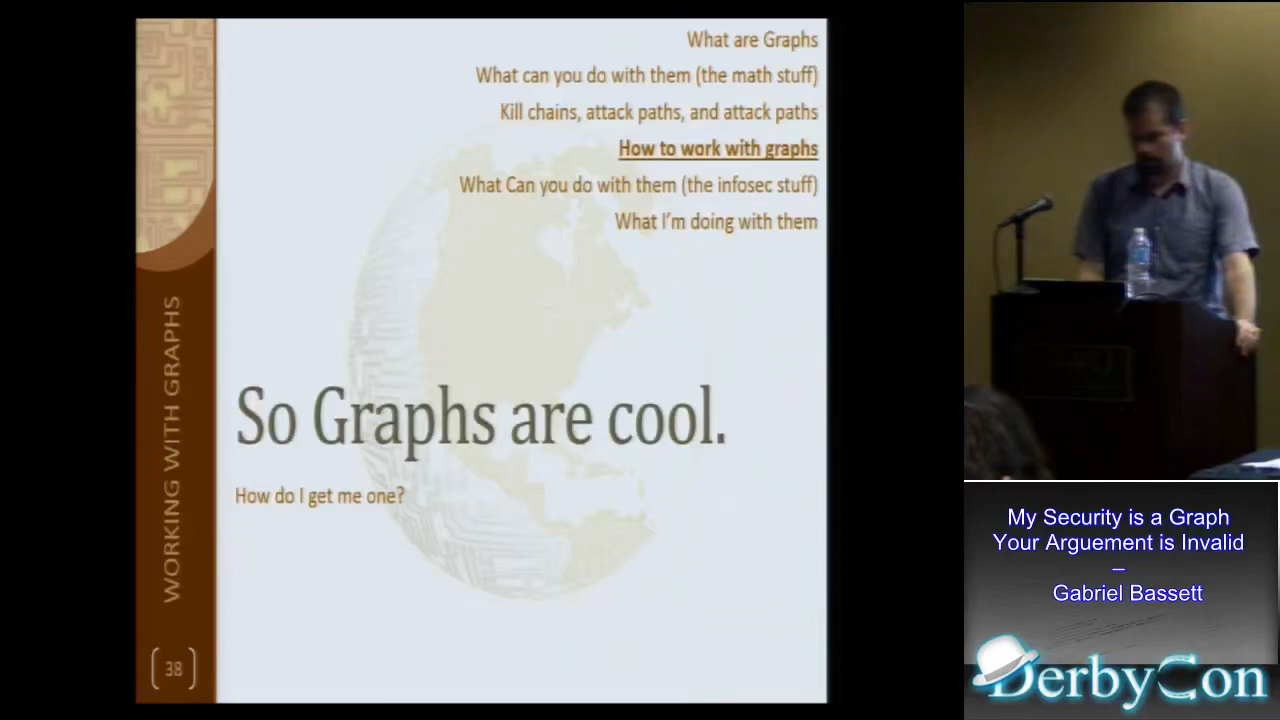 What are Graphs
What can you do with them (the math stuff)
Kill chains, attack paths, and attack paths
How to work with graphs
What Can you do with them (the infosec stuff)
What I'm doing with them
WORKING WITH GRAPHS
So Graphs are cool.
How do I get me one?
38
My Security is a Graph
Your Arguement is Invalid
–
Gabriel Bassett
DerbyCon